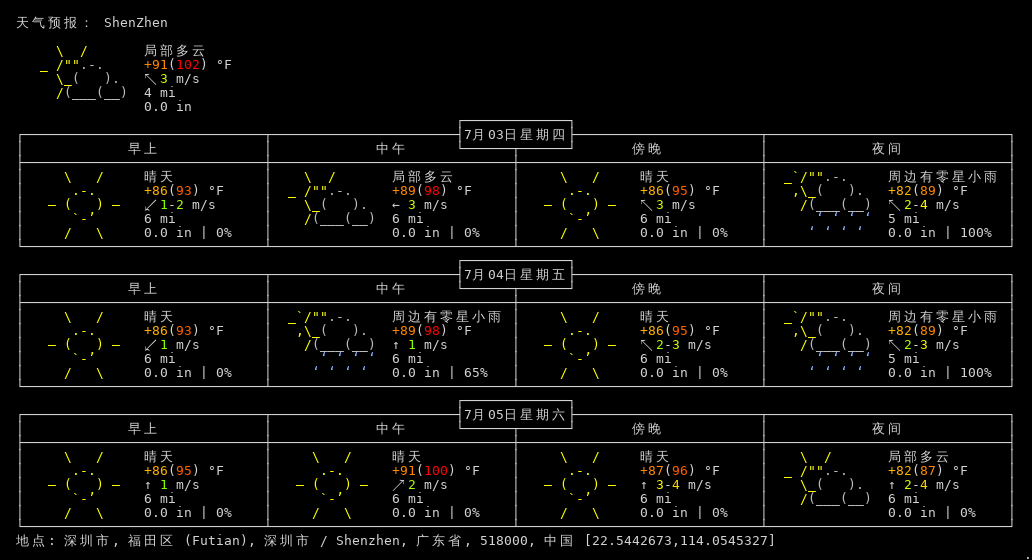 天气预报： ShenZhen
局部多云
+91(102) °F
↖3 m/s
4 mi
0.0 in
7月03日星期四
早上 中午 傍晚 夜间
晴天 局部多云 晴天 周边有零星小雨
+86(93) °F +89(98) °F +86(95) °F +82(89) °F
↙1-2 m/s ← 3 m/s ↖3 m/s ↖2-4 m/s
6 mi 6 mi 6 mi 5 mi
0.0 in | 0% 0.0 in | 0% 0.0 in | 0% 0.0 in | 100%
7月04日星期五
早上 中午 傍晚 夜间
晴天 周边有零星小雨 晴天 周边有零星小雨
+86(93) °F +89(98) °F +86(95) °F +82(89) °F
↙1 m/s ↑ 1 m/s ↖2-3 m/s ↖2-3 m/s
6 mi 6 mi 6 mi 5 mi
0.0 in | 0% 0.0 in | 65% 0.0 in | 0% 0.0 in | 100%
7月05日星期六
早上 中午 傍晚 夜间
晴天 晴天 晴天 局部多云
+86(95) °F +91(100) °F +87(96) °F +82(87) °F
↑ 1 m/s ↗2 m/s ↑ 3-4 m/s ↑ 2-4 m/s
6 mi 6 mi 6 mi 6 mi
0.0 in | 0% 0.0 in | 0% 0.0 in | 0% 0.0 in | 0%
地点: 深圳市, 福田区 (Futian), 深圳市 / Shenzhen, 广东省, 518000, 中国 [22.5442673,114.0545327]